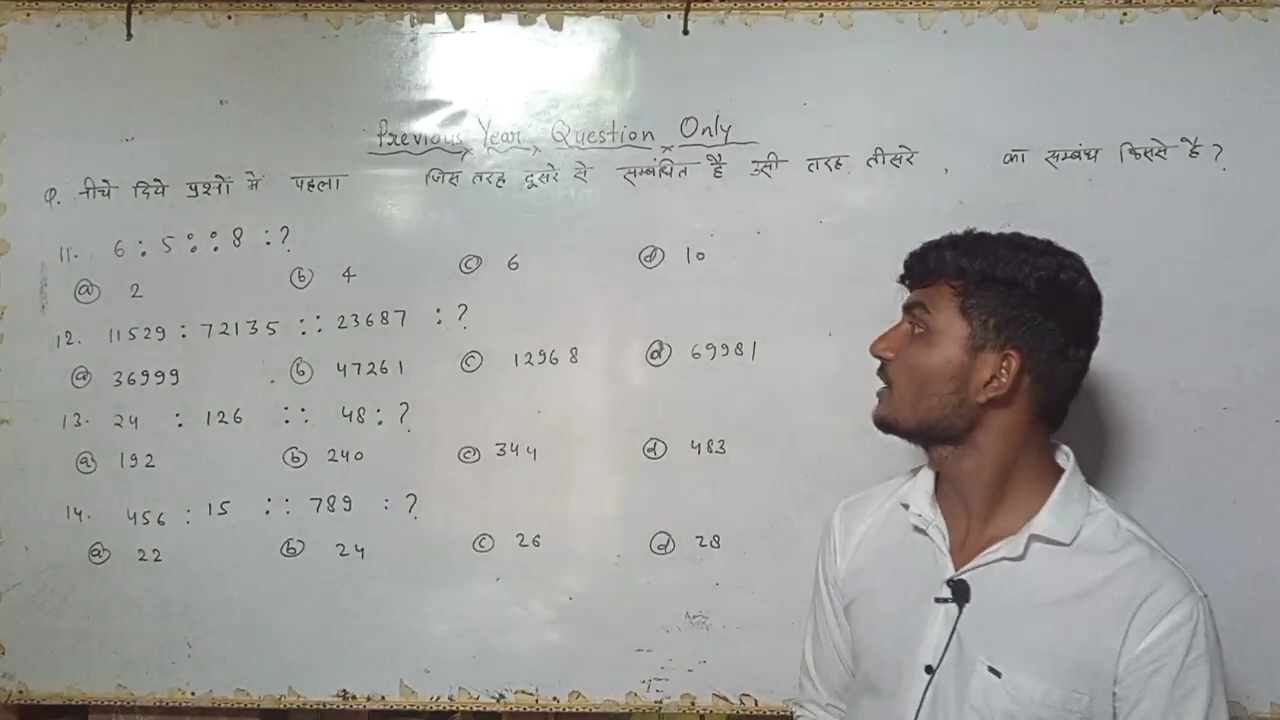 Previous Year Question Only
Q. नीचे दिये प्रश्नों में पहला जिस तरह दूसरे से सम्बंधित है उसी तरह तीसरे , का सम्बंध किससे है ?
11. 6 : 5 :: 8 : ?
(a) 2 (b) 4 (c) 6 (d) 10
12. 11529 : 72135 :: 23687 : ?
(a) 36999 (b) 47261 (c) 12968 (d) 69981
13. 24 : 126 :: 48 : ?
(a) 192 (b) 240 (c) 344 (d) 483
14. 456 : 15 :: 789 : ?
(a) 22 (b) 24 (c) 26 (d) 28